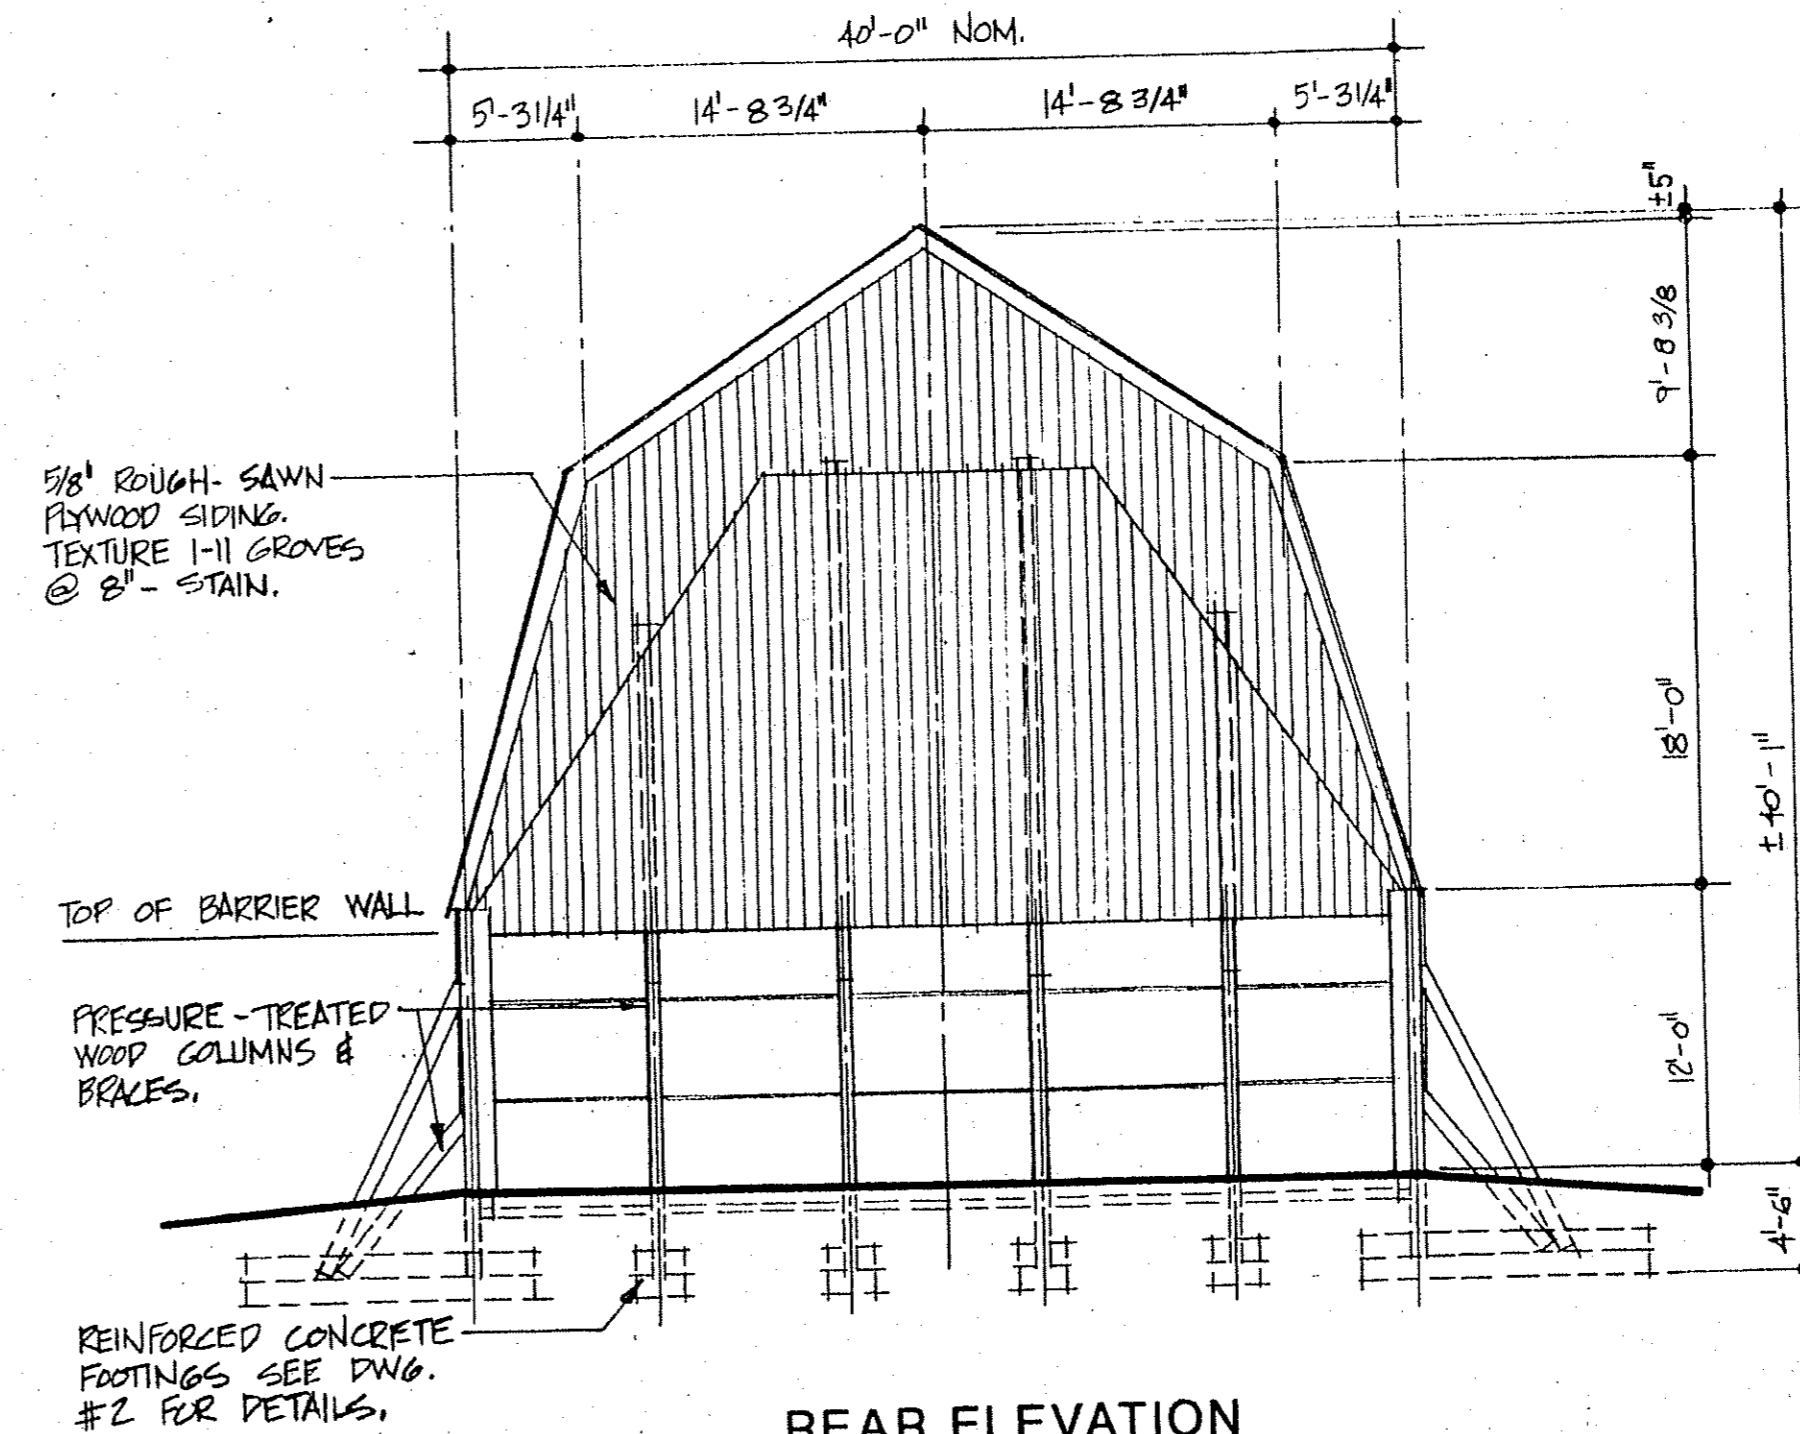 40'-0" NOM.
5'-3 1/4" 14'-8 3/4" 14'-8 3/4" 5'-3 1/4"
±5"
9'-8 3/8
18'-0"
± 40'-1"
12'-0"
4'-6"
5/8' ROUGH-SAWN
PLYWOOD SIDING.
TEXTURE 1-11 GROVES
@ 8"- STAIN.
TOP OF BARRIER WALL
PRESSURE-TREATED
WOOD COLUMNS &
BRACES.
REINFORCED CONCRETE
FOOTINGS SEE DWG.
#2 FOR DETAILS.
REAR ELEVATION